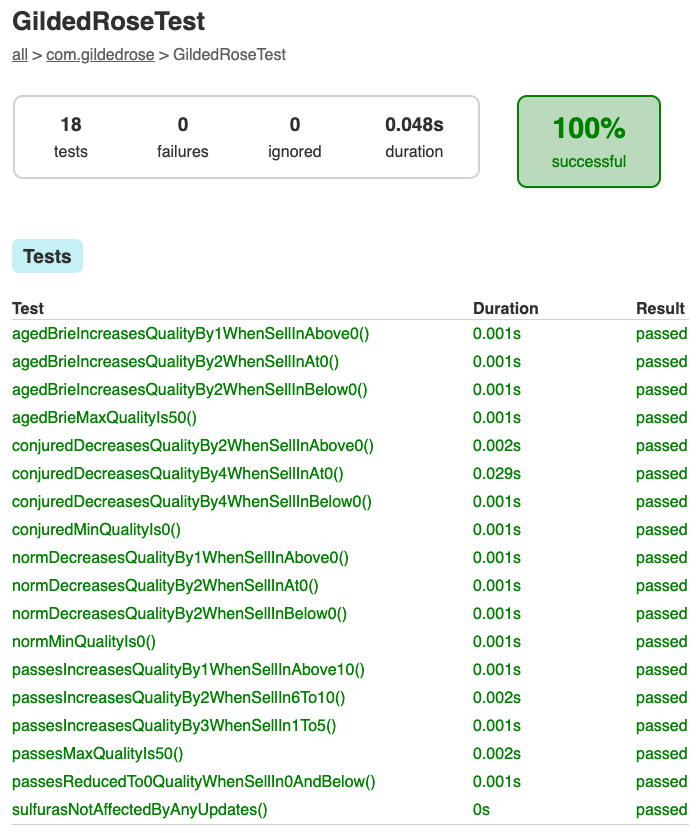 GildedRoseTest
all > com.gildedrose > GildedRoseTest
18 0 0 0.048s
tests failures ignored duration
100%
successful
Tests
Test Duration Result
agedBrieIncreasesQualityBy1WhenSellInAbove0() 0.001s passed
agedBrieIncreasesQualityBy2WhenSellInAt0() 0.001s passed
agedBrieIncreasesQualityBy2WhenSellInBelow0() 0.001s passed
agedBrieMaxQualityIs50() 0.001s passed
conjuredDecreasesQualityBy2WhenSellInAbove0() 0.002s passed
conjuredDecreasesQualityBy4WhenSellInAt0() 0.029s passed
conjuredDecreasesQualityBy4WhenSellInBelow0() 0.001s passed
conjuredMinQualityIs0() 0.001s passed
normDecreasesQualityBy1WhenSellInAbove0() 0.001s passed
normDecreasesQualityBy2WhenSellInAt0() 0.001s passed
normDecreasesQualityBy2WhenSellInBelow0() 0.001s passed
normMinQualityIs0() 0.001s passed
passesIncreasesQualityBy1WhenSellInAbove10() 0.001s passed
passesIncreasesQualityBy2WhenSellIn6To10() 0.002s passed
passesIncreasesQualityBy3WhenSellIn1To5() 0.001s passed
passesMaxQualityIs50() 0.002s passed
passesReducedTo0QualityWhenSellIn0AndBelow() 0.001s passed
sulfurasNotAffectedByAnyUpdates() 0s passed